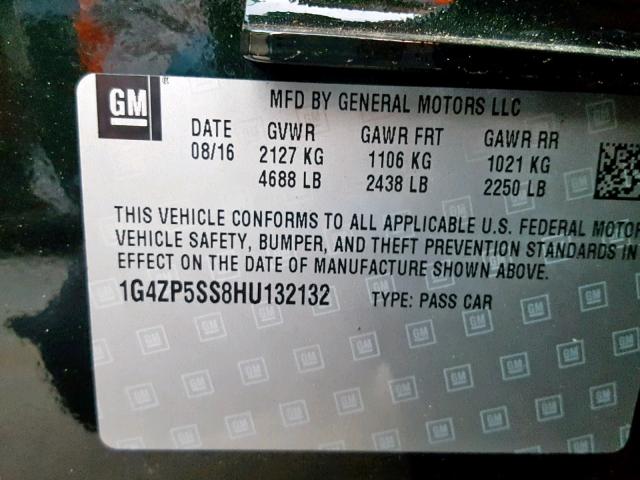 GM
MFD BY GENERAL MOTORS LLC
DATE GVWR GAWR FRT GAWR RR
08/16 2127 KG 1106 KG 1021 KG
4688 LB 2438 LB 2250 LB
THIS VEHICLE CONFORMS TO ALL APPLICABLE U.S. FEDERAL MOTOR
VEHICLE SAFETY, BUMPER, AND THEFT PREVENTION STANDARDS IN
EFFECT ON THE DATE OF MANUFACTURE SHOWN ABOVE.
1G4ZP5SS8HU132132 TYPE: PASS CAR